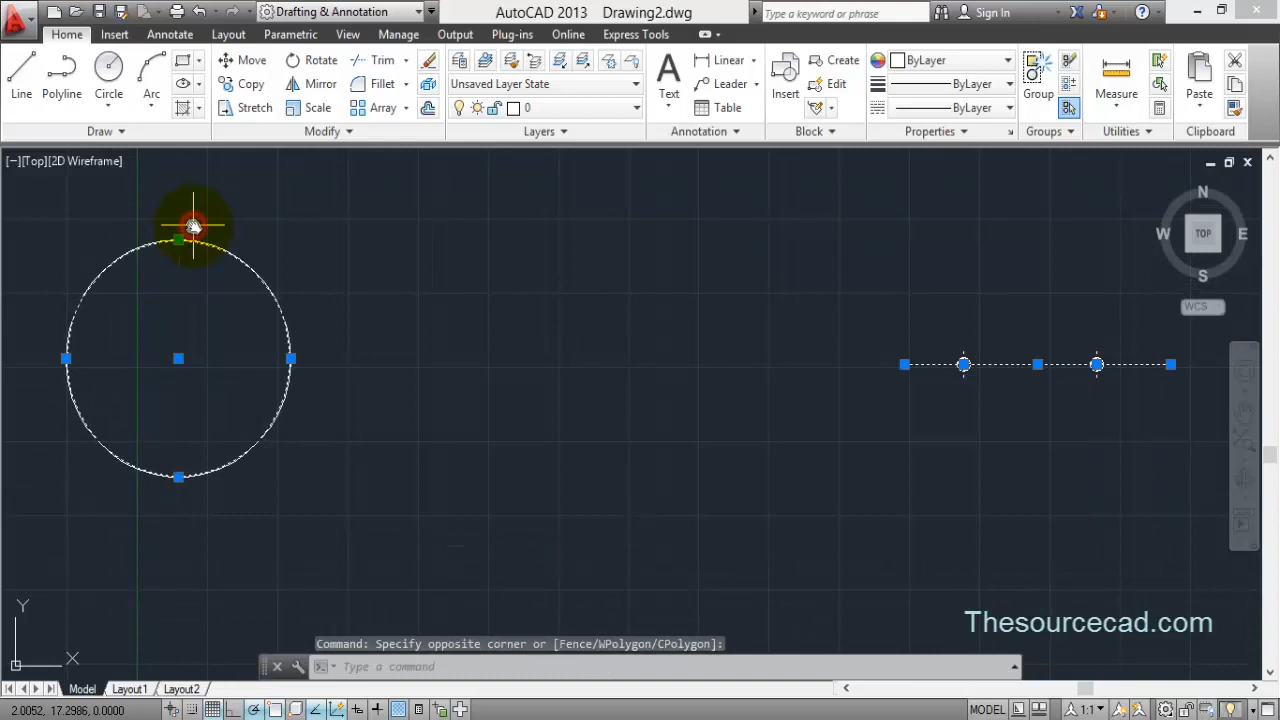 Drafting & Annotation
AutoCAD 2013 Drawing2.dwg
Type a keyword or phrase
Sign In
Home Insert Annotate Layout Parametric View Manage Output Plug-ins Online Express Tools
Line
Polyline
Circle
Arc
Draw
Move
Rotate
Trim
Copy
Mirror
Fillet
Stretch
Scale
Array
Modify
Unsaved Layer State
0
Layers
Text
Linear
Leader
Table
Annotation
Insert
Create
Edit
Block
ByLayer
ByLayer
ByLayer
Properties
Group
Groups
Measure
Utilities
Paste
Clipboard
[−][Top][2D Wireframe]
N
W
TOP
E
S
WCS
Y
X
Thesourcecad.com
Command: Specify opposite corner or [Fence/WPolygon/CPolygon]:
Type a command
Model Layout1 Layout2
2.0052, 17.2986, 0.0000
MODEL
1:1